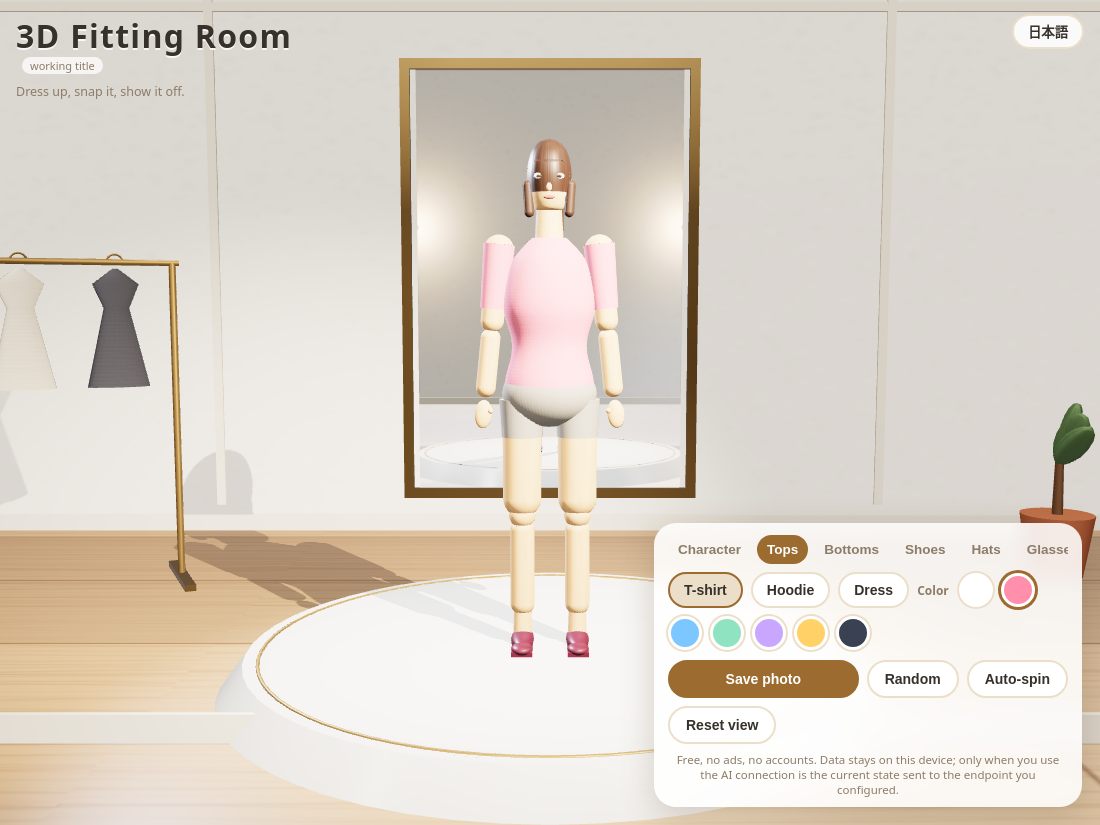 3D Fitting Room
working title
Dress up, snap it, show it off.
日本語
Character Tops Bottoms Shoes Hats Glasse
T-shirt Hoodie Dress Color
Save photo Random Auto-spin
Reset view
Free, no ads, no accounts. Data stays on this device; only when you use
the AI connection is the current state sent to the endpoint you
configured.